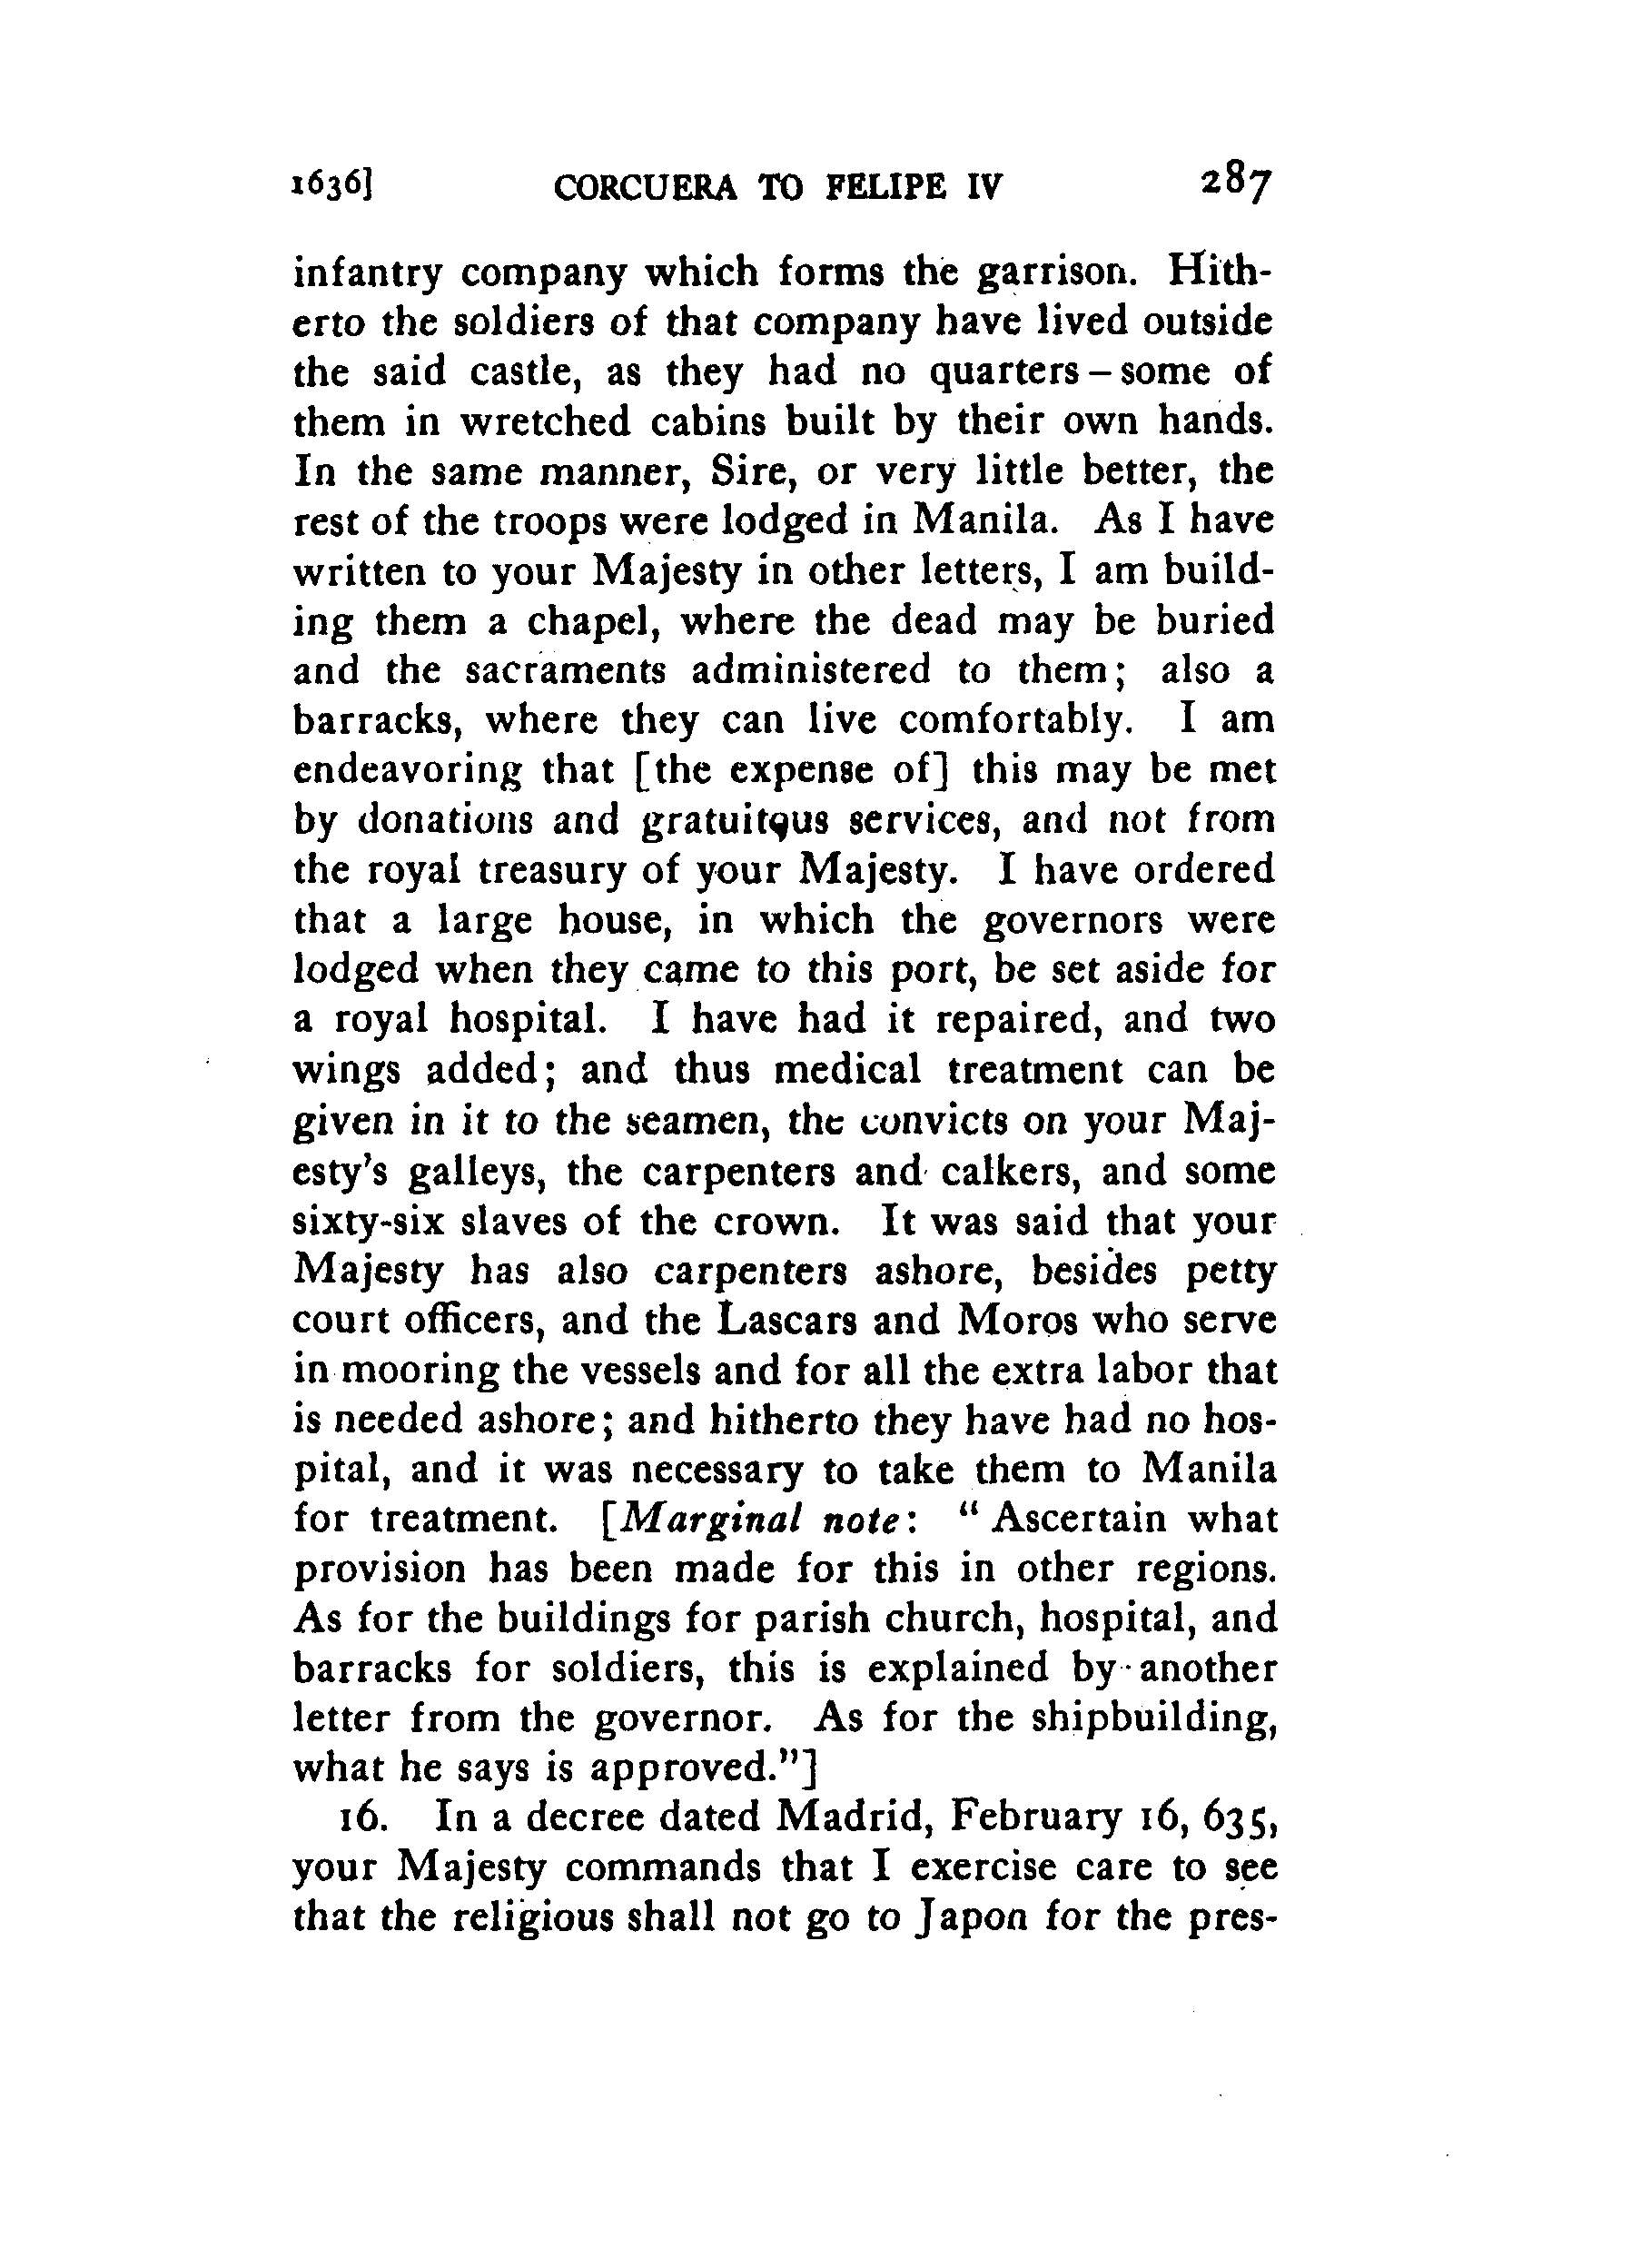 1636] CORCUERA TO FELIPE IV 287
infantry company which forms the garrison. Hith-
erto the soldiers of that company have lived outside
the said castle, as they had no quarters – some of
them in wretched cabins built by their own hands.
In the same manner, Sire, or very little better, the
rest of the troops were lodged in Manila. As I have
written to your Majesty in other letters, I am build-
ing them a chapel, where the dead may be buried
and the sacraments administered to them; also a
barracks, where they can live comfortably. I am
endeavoring that [the expense of] this may be met
by donations and gratuitous services, and not from
the royal treasury of your Majesty. I have ordered
that a large house, in which the governors were
lodged when they came to this port, be set aside for
a royal hospital. I have had it repaired, and two
wings added; and thus medical treatment can be
given in it to the seamen, the convicts on your Maj-
esty's galleys, the carpenters and calkers, and some
sixty-six slaves of the crown. It was said that your
Majesty has also carpenters ashore, besides petty
court officers, and the Lascars and Moros who serve
in mooring the vessels and for all the extra labor that
is needed ashore; and hitherto they have had no hos-
pital, and it was necessary to take them to Manila
for treatment. [Marginal note: "Ascertain what
provision has been made for this in other regions.
As for the buildings for parish church, hospital, and
barracks for soldiers, this is explained by another
letter from the governor. As for the shipbuilding,
what he says is approved."]
16. In a decree dated Madrid, February 16, 635,
your Majesty commands that I exercise care to see
that the religious shall not go to Japon for the pres-